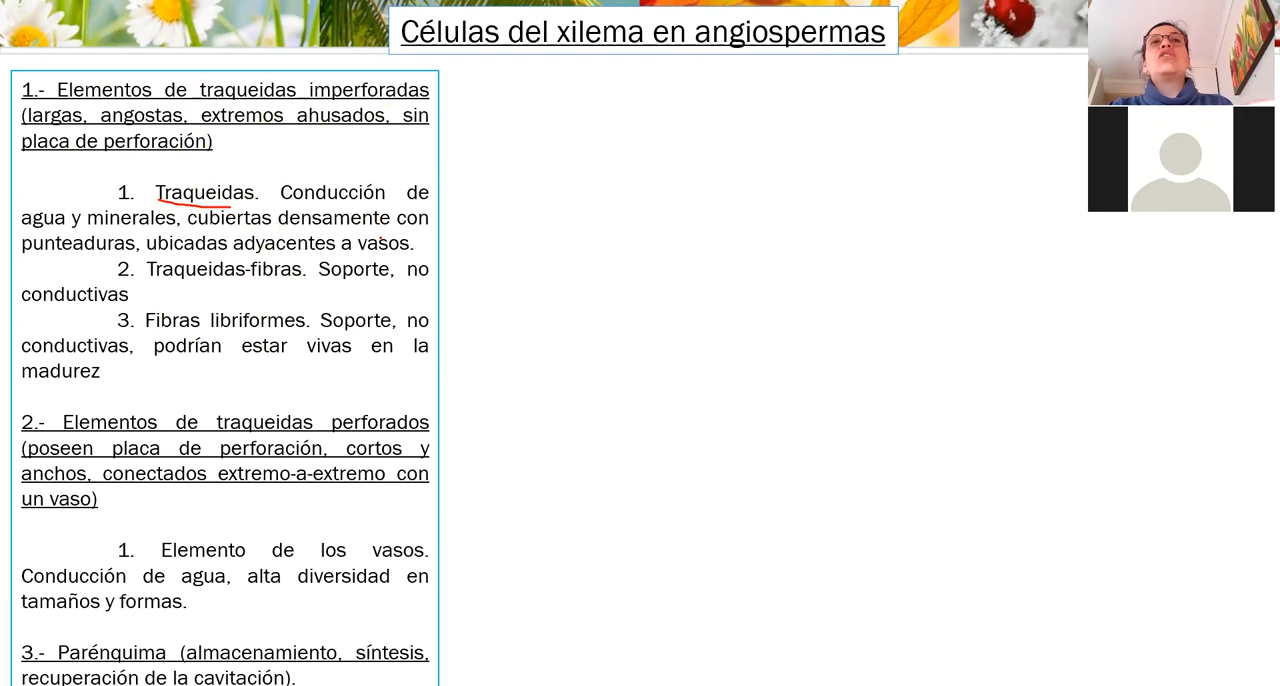 Células del xilema en angiospermas
1.- Elementos de traqueidas imperforadas
(largas, angostas, extremos ahusados, sin
placa de perforación)
1. Traqueidas. Conducción de
agua y minerales, cubiertas densamente con
punteaduras, ubicadas adyacentes a vasos.
2. Traqueidas-fibras. Soporte, no
conductivas
3. Fibras libriformes. Soporte, no
conductivas, podrían estar vivas en la
madurez
2.- Elementos de traqueidas perforados
(poseen placa de perforación, cortos y
anchos, conectados extremo-a-extremo con
un vaso)
1. Elemento de los vasos.
Conducción de agua, alta diversidad en
tamaños y formas.
3.- Parénquima (almacenamiento, síntesis,
recuperación de la cavitación).